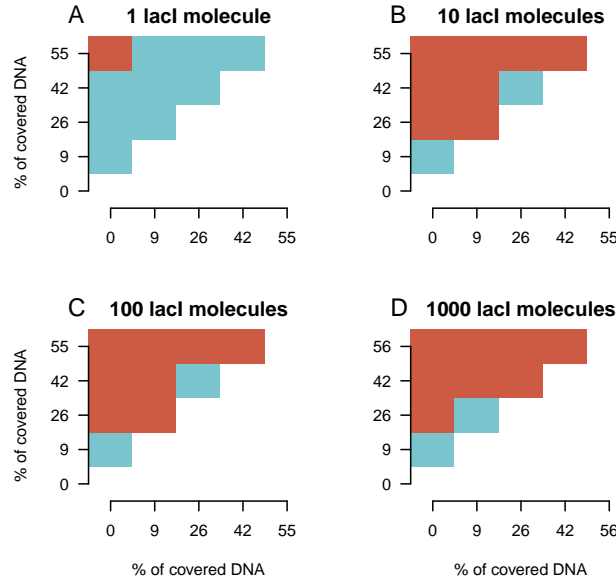 A 1 lacI molecule
% of covered DNA
55
42
26
9
0
0 9 26 42 55
B 10 lacI molecules
55
42
26
9
0
0 9 26 42 55
C 100 lacI molecules
% of covered DNA
55
42
26
9
0
0 9 26 42 55
% of covered DNA
D 1000 lacI molecules
56
42
26
9
0
0 9 26 42 56
% of covered DNA